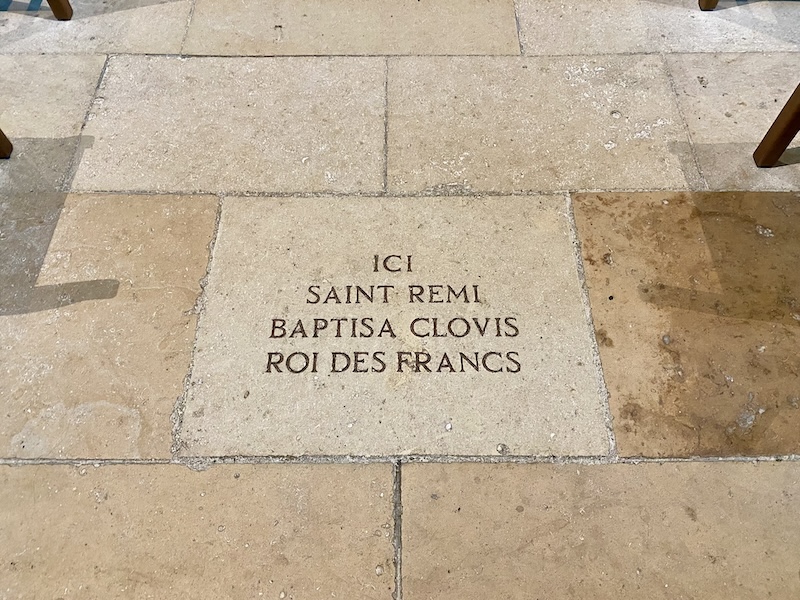 ICI
SAINT REMI
BAPTISA CLOVIS
ROI DES FRANCS